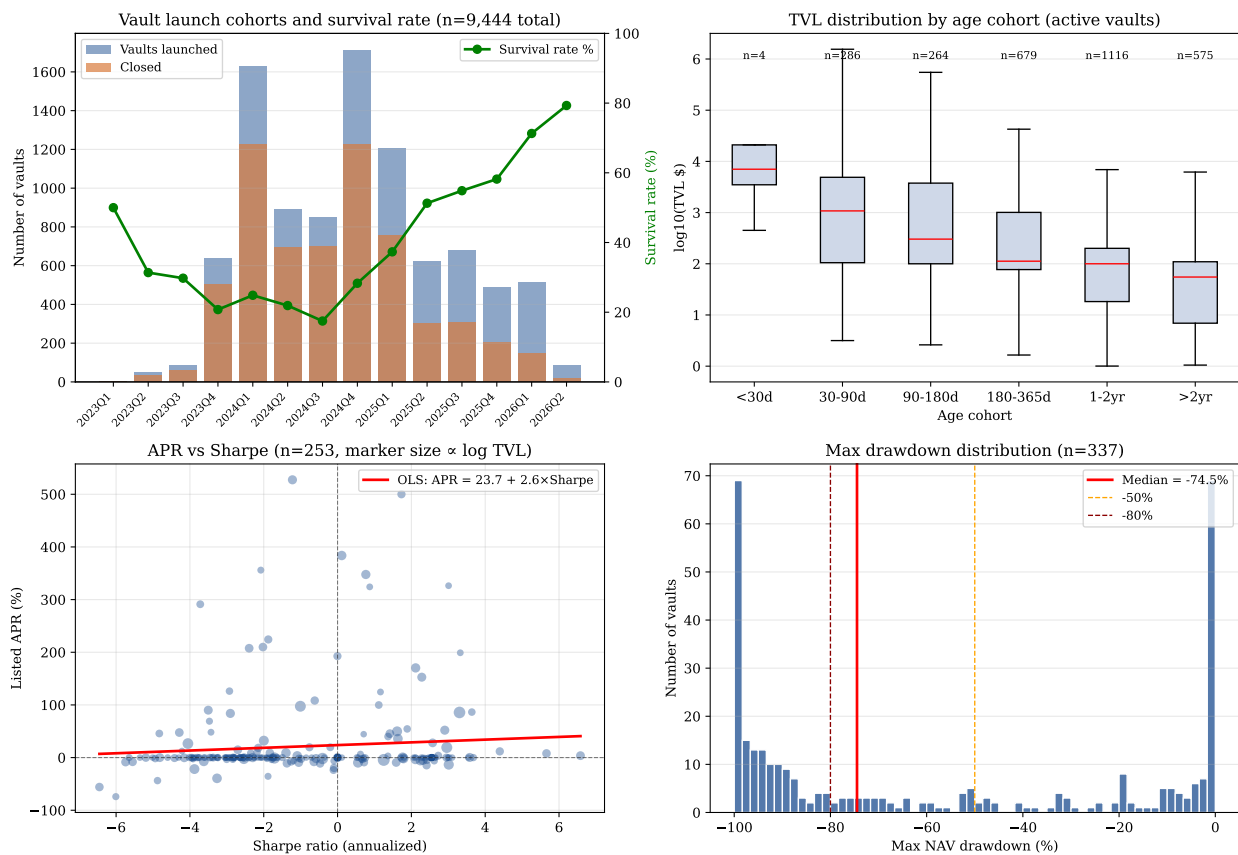 Vault launch cohorts and survival rate (n=9,444 total)
Vaults launched
Closed
Survival rate %
Number of vaults
0
200
400
600
800
1000
1200
1400
1600
Survival rate (%)
0
20
40
60
80
100
2023Q1
2023Q2
2023Q3
2023Q4
2024Q1
2024Q2
2024Q3
2024Q4
2025Q1
2025Q2
2025Q3
2025Q4
2026Q1
2026Q2
TVL distribution by age cohort (active vaults)
n=4
n=286
n=264
n=679
n=1116
n=575
log10(TVL $)
0
1
2
3
4
5
6
<30d
30-90d
90-180d
180-365d
1-2yr
>2yr
Age cohort
APR vs Sharpe (n=253, marker size ∝ log TVL)
OLS: APR = 23.7 + 2.6×Sharpe
Listed APR (%)
−100
0
100
200
300
400
500
−6
−4
−2
0
2
4
6
Sharpe ratio (annualized)
Max drawdown distribution (n=337)
Median = -74.5%
-50%
-80%
Number of vaults
0
10
20
30
40
50
60
70
−100
−80
−60
−40
−20
0
Max NAV drawdown (%)